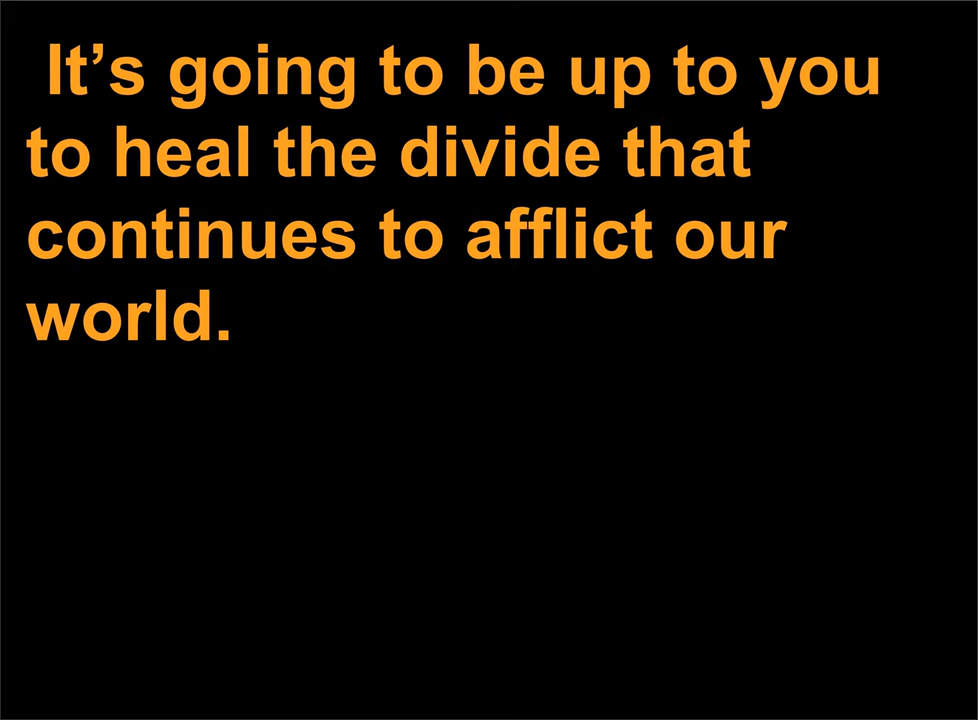 It’s going to be up to you
to heal the divide that
continues to afflict our
world.